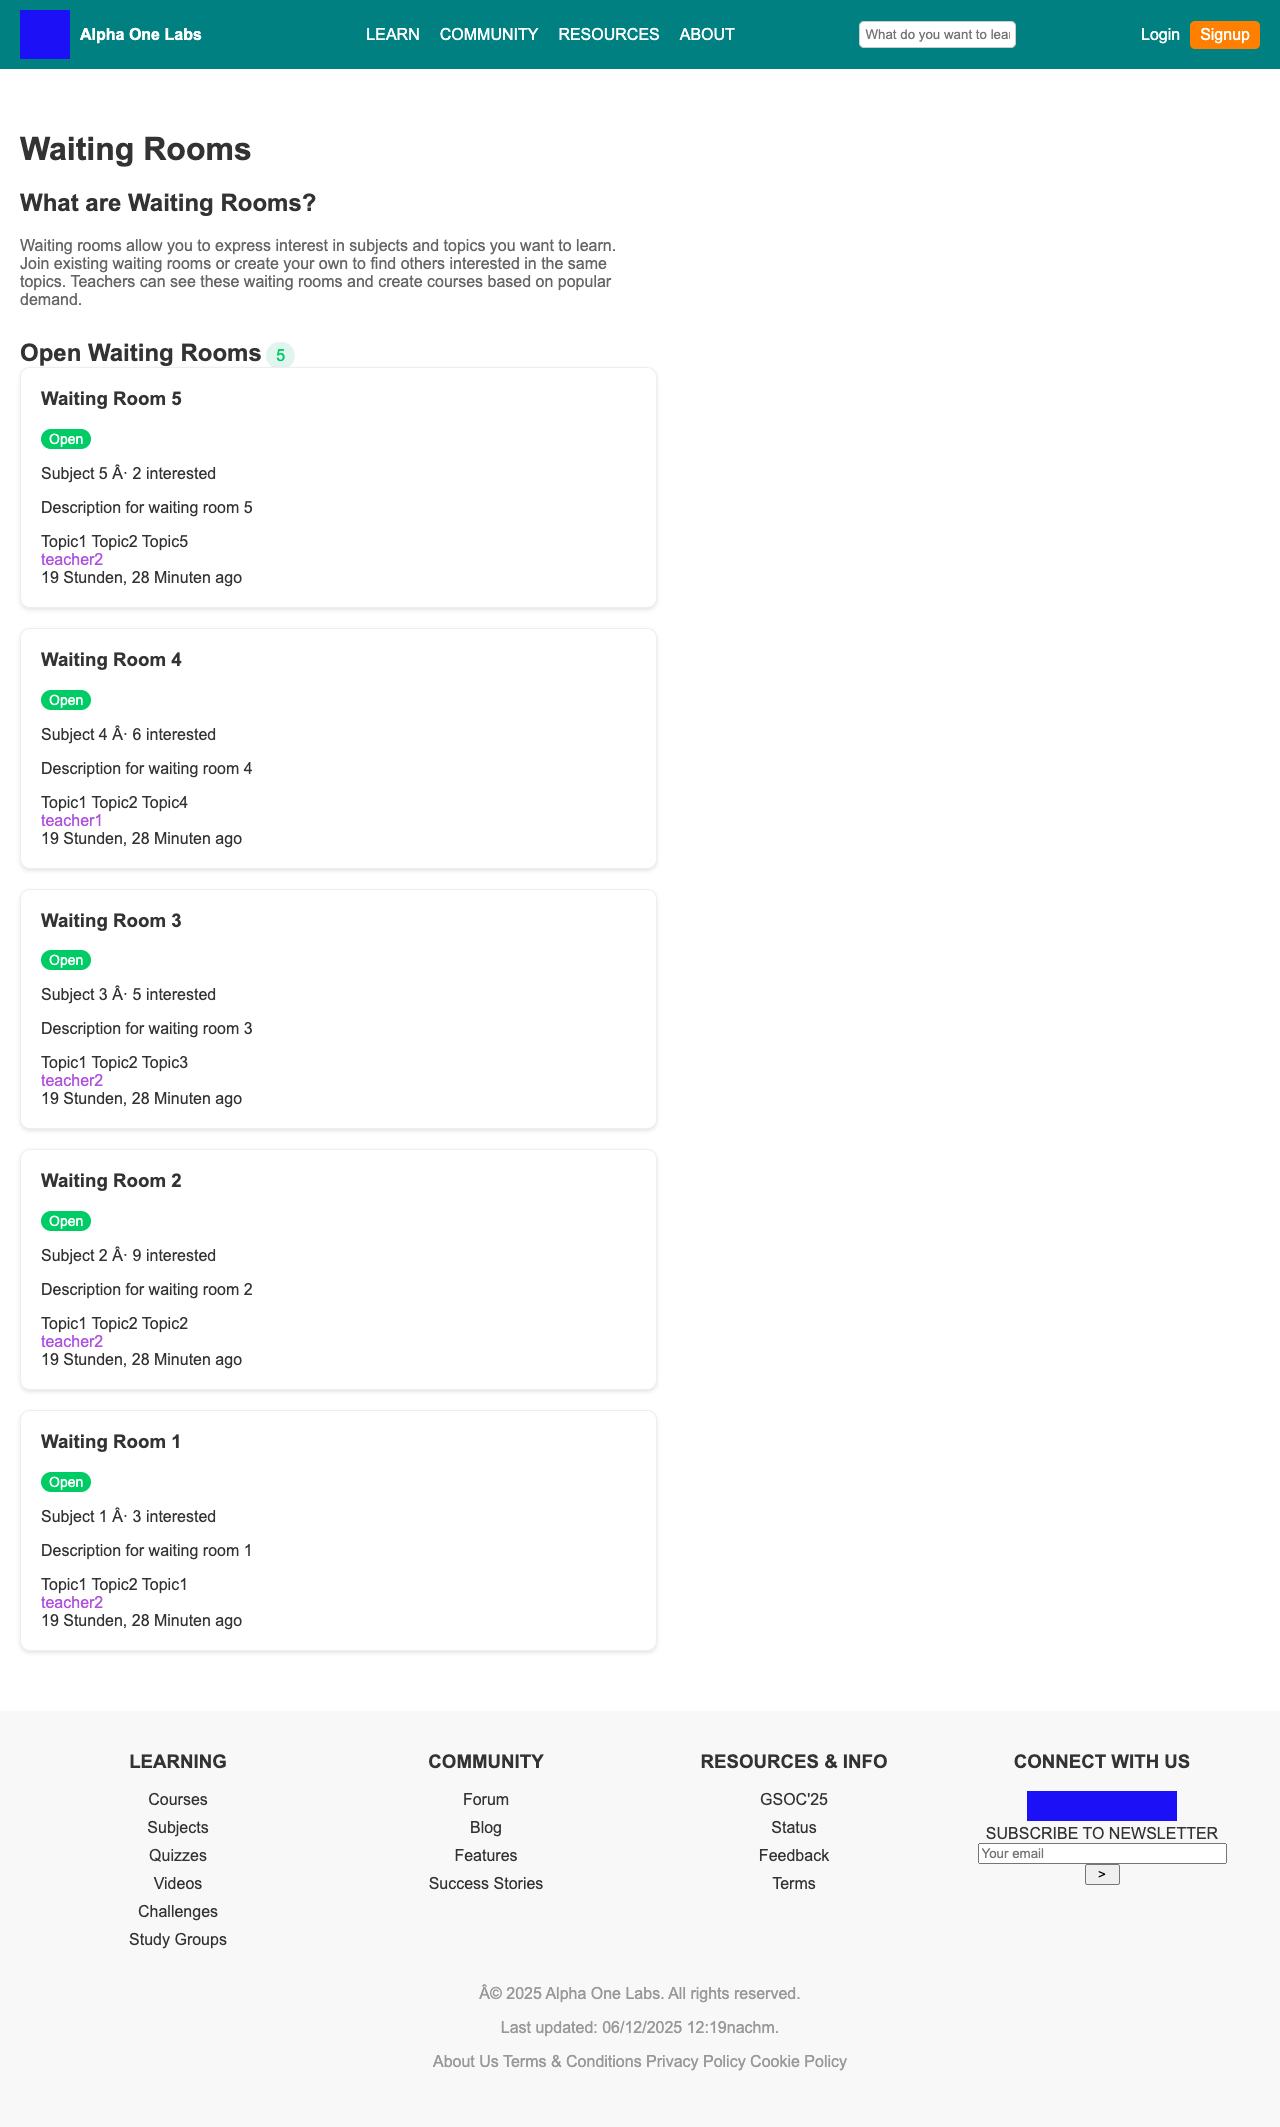 Alpha One Labs
LEARN COMMUNITY RESOURCES ABOUT
What do you want to lear
Login Signup
Waiting Rooms
What are Waiting Rooms?
Waiting rooms allow you to express interest in subjects and topics you want to learn.
Join existing waiting rooms or create your own to find others interested in the same
topics. Teachers can see these waiting rooms and create courses based on popular
demand.
Open Waiting Rooms 5
Waiting Room 5
Open
Subject 5 Â· 2 interested
Description for waiting room 5
Topic1 Topic2 Topic5
teacher2
19 Stunden, 28 Minuten ago
Waiting Room 4
Open
Subject 4 Â· 6 interested
Description for waiting room 4
Topic1 Topic2 Topic4
teacher1
19 Stunden, 28 Minuten ago
Waiting Room 3
Open
Subject 3 Â· 5 interested
Description for waiting room 3
Topic1 Topic2 Topic3
teacher2
19 Stunden, 28 Minuten ago
Waiting Room 2
Open
Subject 2 Â· 9 interested
Description for waiting room 2
Topic1 Topic2 Topic2
teacher2
19 Stunden, 28 Minuten ago
Waiting Room 1
Open
Subject 1 Â· 3 interested
Description for waiting room 1
Topic1 Topic2 Topic1
teacher2
19 Stunden, 28 Minuten ago
LEARNING
Courses
Subjects
Quizzes
Videos
Challenges
Study Groups
COMMUNITY
Forum
Blog
Features
Success Stories
RESOURCES & INFO
GSOC'25
Status
Feedback
Terms
CONNECT WITH US
SUBSCRIBE TO NEWSLETTER
Your email
>
Â© 2025 Alpha One Labs. All rights reserved.
Last updated: 06/12/2025 12:19nachm.
About Us Terms & Conditions Privacy Policy Cookie Policy